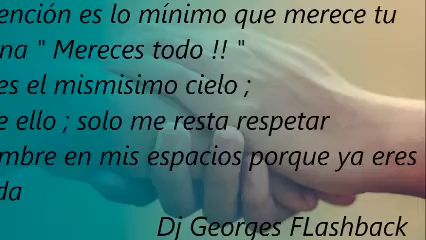 ención es lo mínimo que merece tu
na " Mereces todo !! "
es el mismisimo cielo ;
e ello ; solo me resta respetar
mbre en mis espacios porque ya eres
da
Dj Georges FLashback